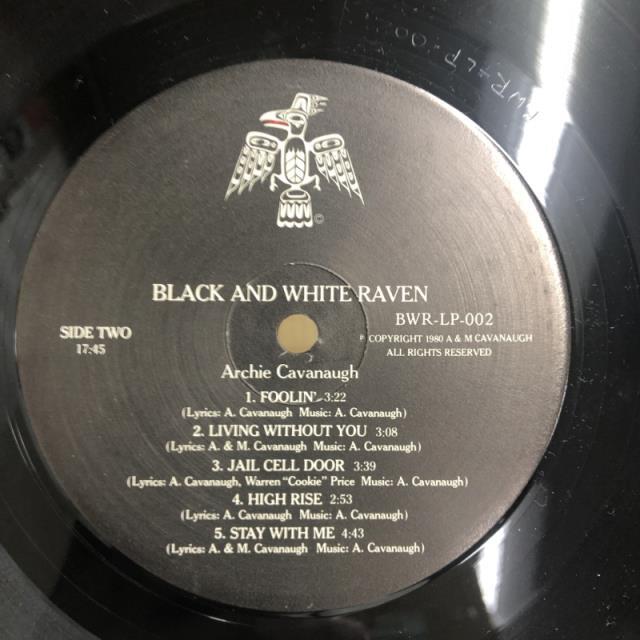 ©
BLACK AND WHITE RAVEN
BWR-LP-002
SIDE TWO
17:45
℗ COPYRIGHT 1980 A & M CAVANAUGH
ALL RIGHTS RESERVED
Archie Cavanaugh
1. FOOLIN' 3:22
(Lyrics: A. Cavanaugh Music: A. Cavanaugh)
2. LIVING WITHOUT YOU 3:08
(Lyrics: A. & M. Cavanaugh Music: A. Cavanaugh)
3. JAIL CELL DOOR 3:39
(Lyrics: A. Cavanaugh, Warren "Cookie" Price Music: A. Cavanaugh)
4. HIGH RISE 2:53
(Lyrics: A. Cavanaugh Music: A. Cavanaugh)
5. STAY WITH ME 4:43
(Lyrics: A. & M. Cavanaugh Music: A. Cavanaugh)